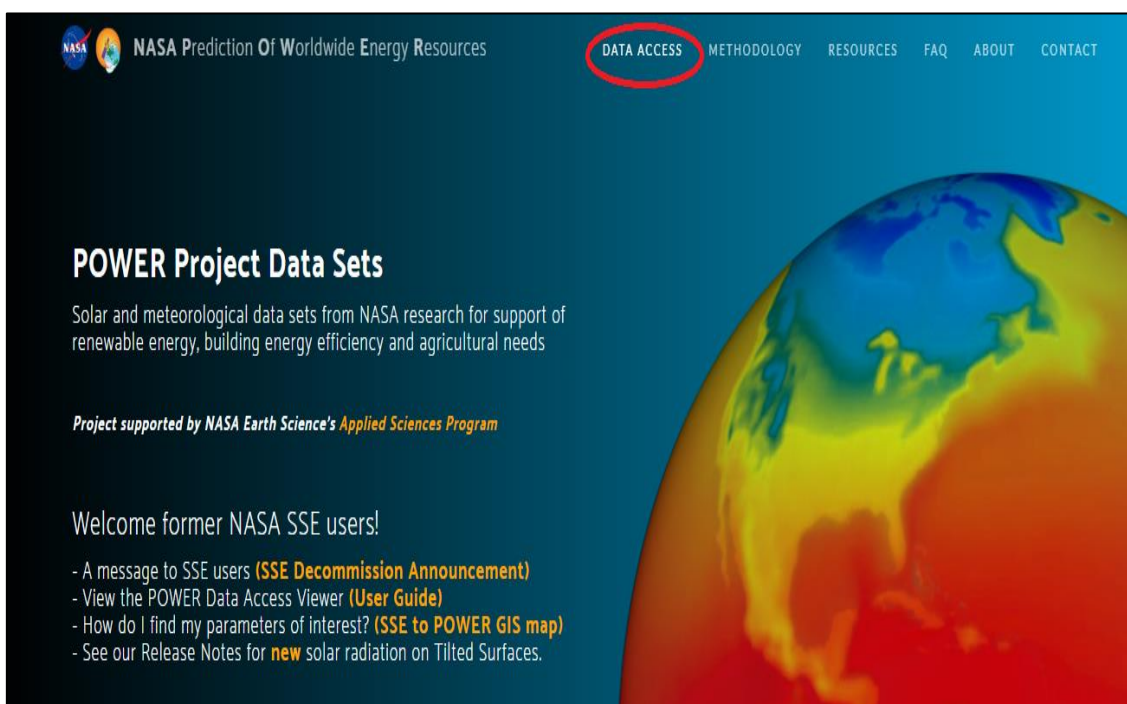 NASA
NASA Prediction Of Worldwide Energy Resources
DATA ACCESS
METHODOLOGY
RESOURCES
FAQ
ABOUT
CONTACT
POWER Project Data Sets
Solar and meteorological data sets from NASA research for support of
renewable energy, building energy efficiency and agricultural needs
Project supported by NASA Earth Science's Applied Sciences Program
Welcome former NASA SSE users!
- A message to SSE users (SSE Decommission Announcement)
- View the POWER Data Access Viewer (User Guide)
- How do I find my parameters of interest? (SSE to POWER GIS map)
- See our Release Notes for new solar radiation on Tilted Surfaces.